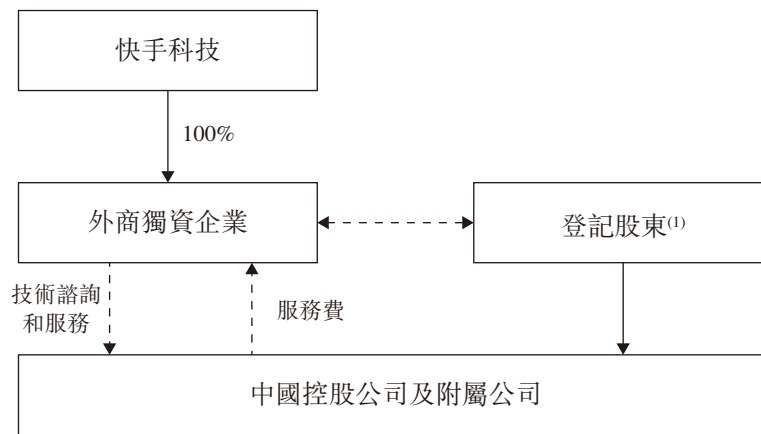 快手科技
100%
外商獨資企業
登記股東(1)
技術諮詢
和服務
服務費
中國控股公司及附屬公司